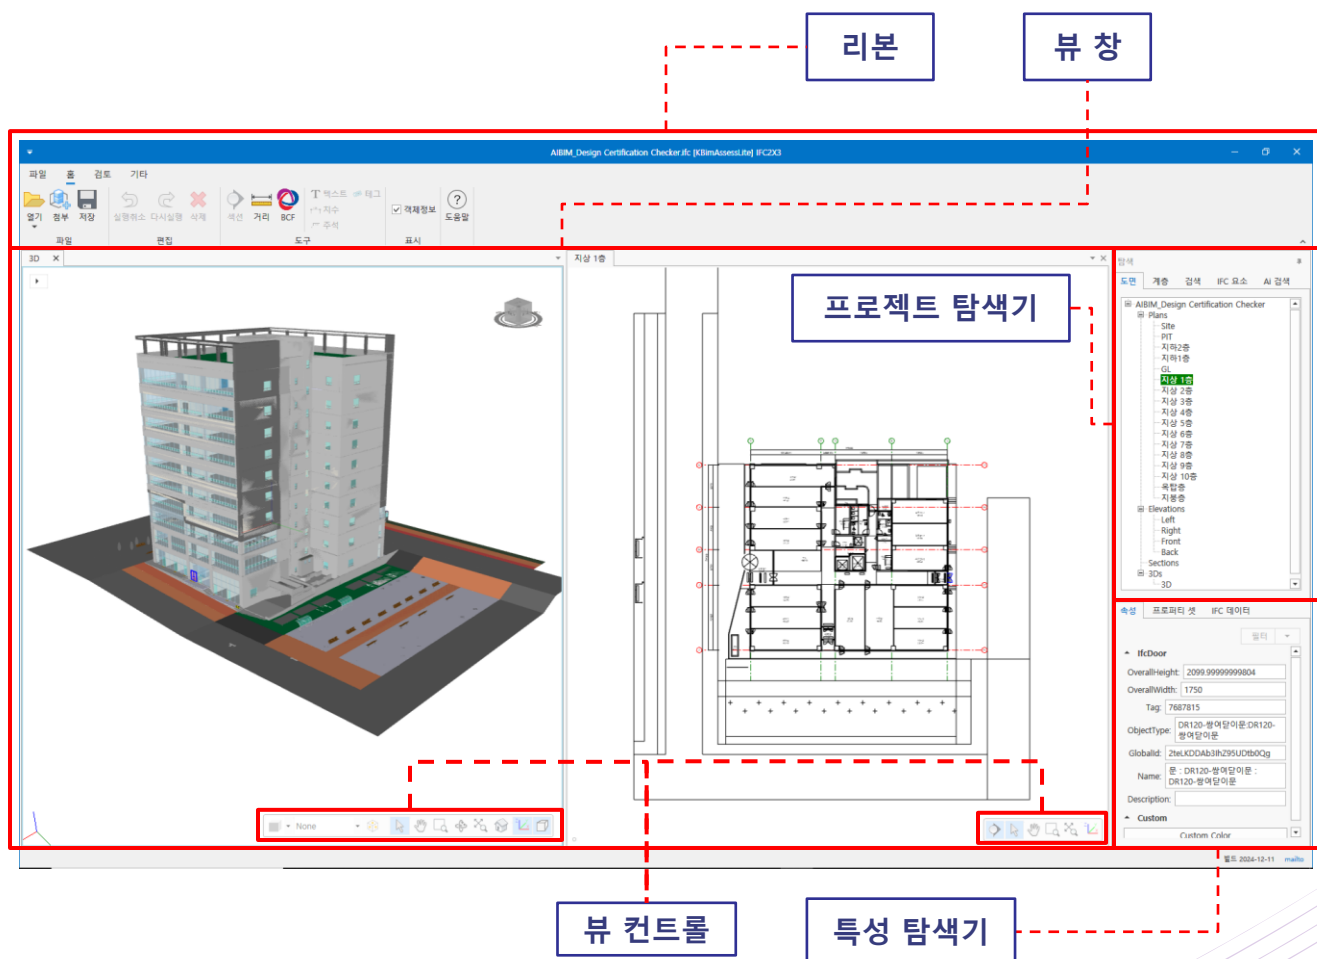 리본
뷰 창
AIBIM_Design Certification Checker.ifc [KBimAssessLite] IFC2X3
파일 홈 검토 기타
열기 첨부 저장 실행취소 다시실행 삭제 섹션 거리 BCF
텍스트 태그
치수
주석
객체정보
도움말
파일 편집 도구 표시
3D
지상 1층
탐색
도면 계층 검색 IFC 요소 AI 검색
프로젝트 탐색기
AIBIM_Design Certification Checker
Plans
Site
PIT
지하2층
지하1층
GL
지상 1층
지상 2층
지상 3층
지상 4층
지상 5층
지상 6층
지상 7층
지상 8층
지상 9층
지상 10층
옥탑층
지붕층
Elevations
Left
Right
Front
Back
Sections
3Ds
3D
속성 프로퍼티 셋 IFC 데이터
필터
IfcDoor
OverallHeight: 2099.99999999804
OverallWidth: 1750
Tag: 7687815
ObjectType: DR120-쌍여닫이문:DR120-
쌍여닫이문
GlobalId: 2teLKDDAb3IhZ95UDtb0Qg
Name: 문 : DR120-쌍여닫이문 :
DR120-쌍여닫이문
Description:
Custom
Custom Color
None
빌드 2024-12-11 mailto
뷰 컨트롤
특성 탐색기